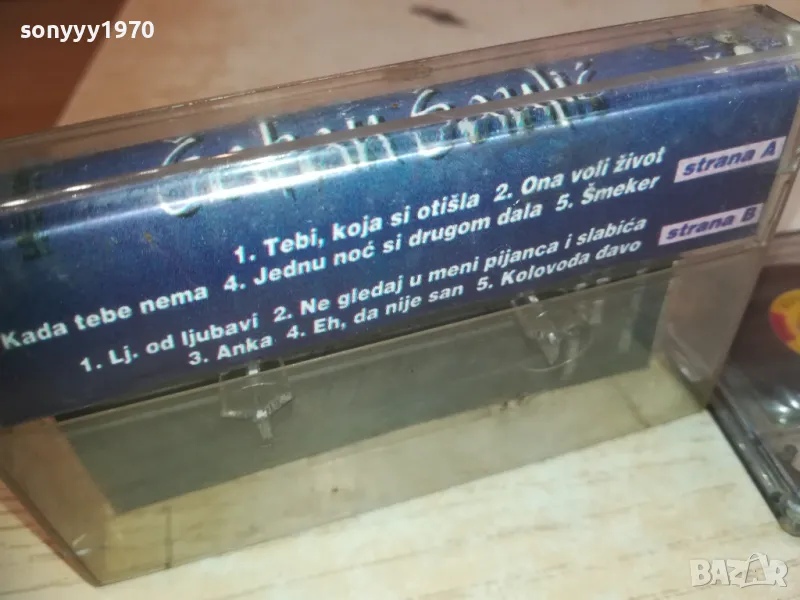 sonyyy1970
Šaban Šaulić
1. Tebi, koja si otišla 2. Ona voli život strana A
Kada tebe nema 4. Jednu noć si drugom dala 5. Šmeker
1. Lj. od ljubavi 2. Ne gledaj u meni pijanca i slabića strana B
3. Anka 4. Eh, da nije san 5. Kolovoda davo
BAZAR